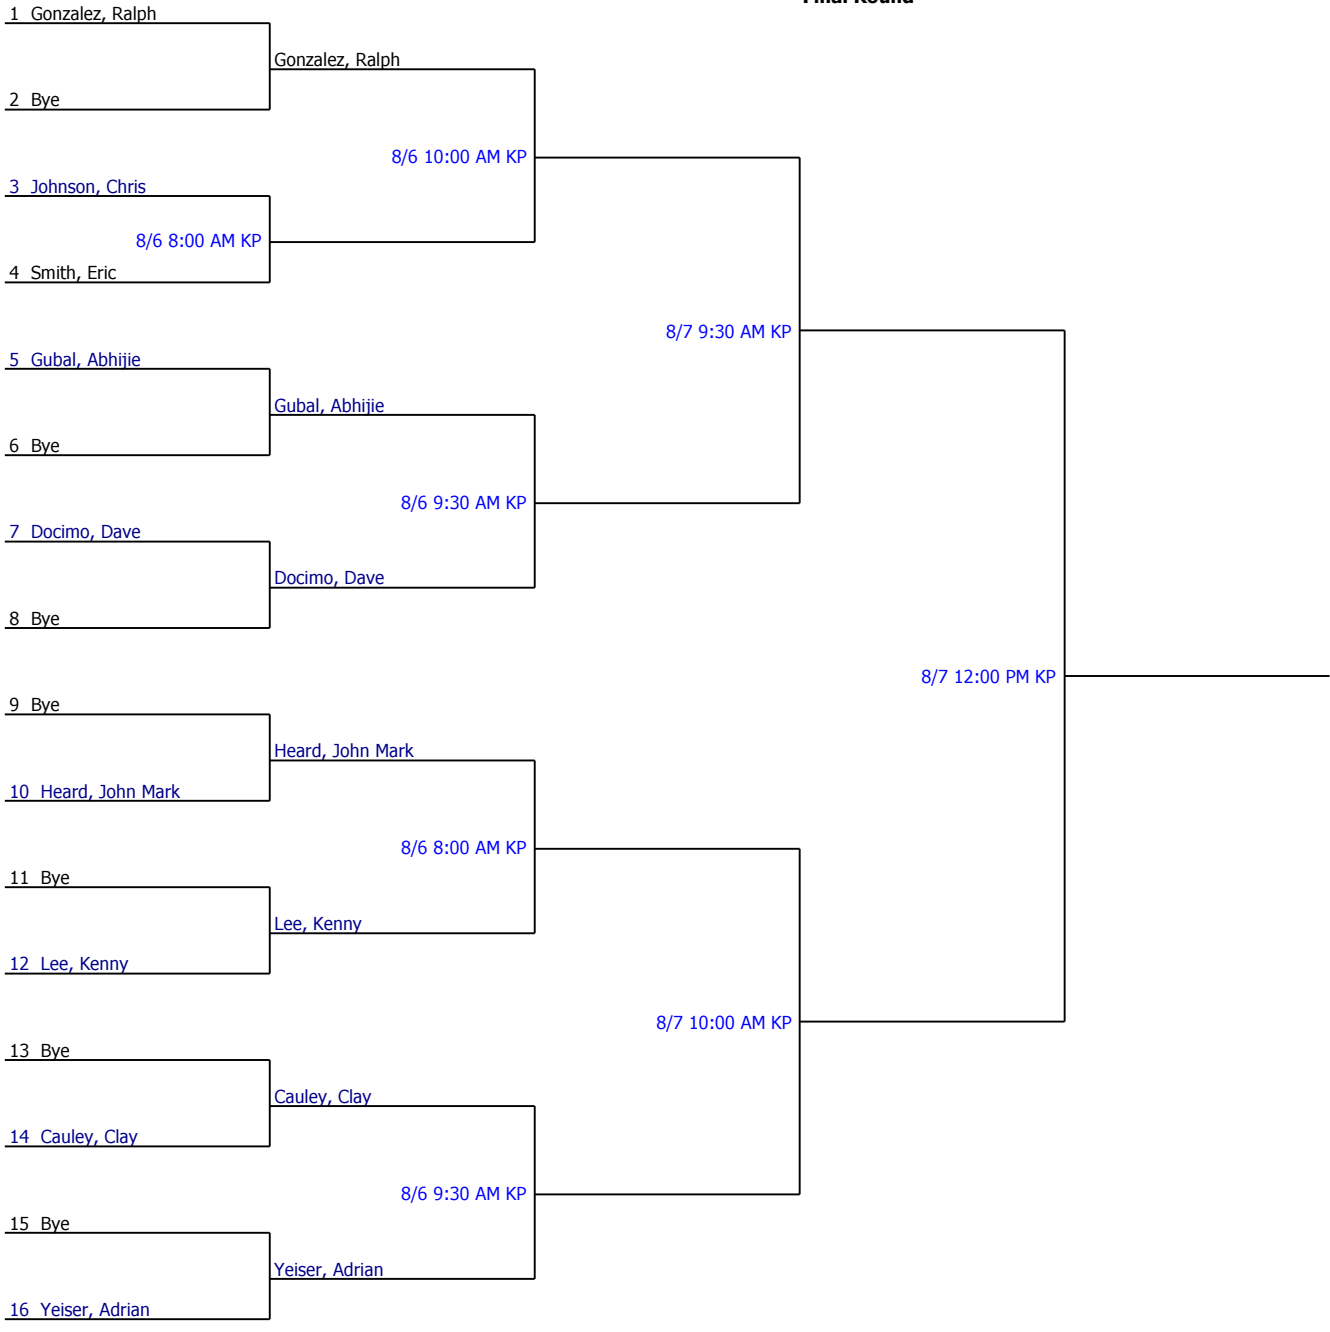 Final Round
1 Gonzalez, Ralph
Gonzalez, Ralph
2 Bye
8/6 10:00 AM KP
3 Johnson, Chris
8/6 8:00 AM KP
4 Smith, Eric
8/7 9:30 AM KP
5 Gubal, Abhijie
Gubal, Abhijie
6 Bye
8/6 9:30 AM KP
7 Docimo, Dave
Docimo, Dave
8 Bye
8/7 12:00 PM KP
9 Bye
Heard, John Mark
10 Heard, John Mark
8/6 8:00 AM KP
11 Bye
Lee, Kenny
12 Lee, Kenny
8/7 10:00 AM KP
13 Bye
Cauley, Clay
14 Cauley, Clay
8/6 9:30 AM KP
15 Bye
Yeiser, Adrian
16 Yeiser, Adrian